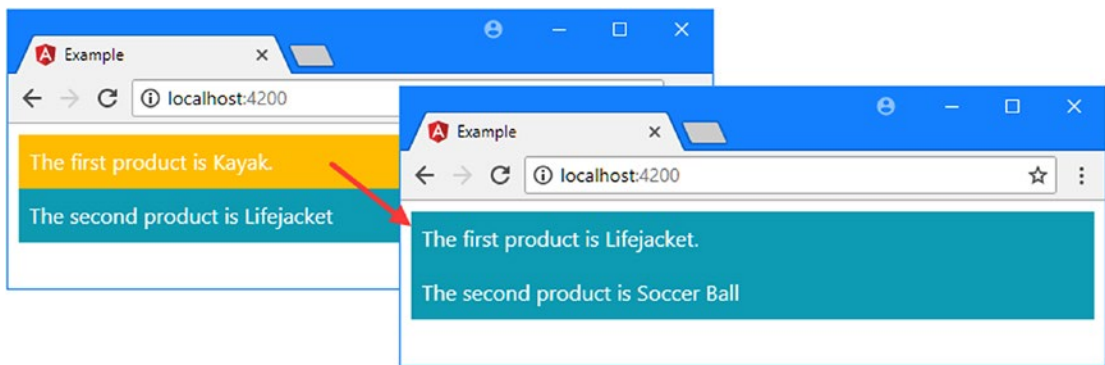 Example
localhost:4200
The first product is Kayak.
The second product is Lifejacket
Example
localhost:4200
The first product is Lifejacket.
The second product is Soccer Ball